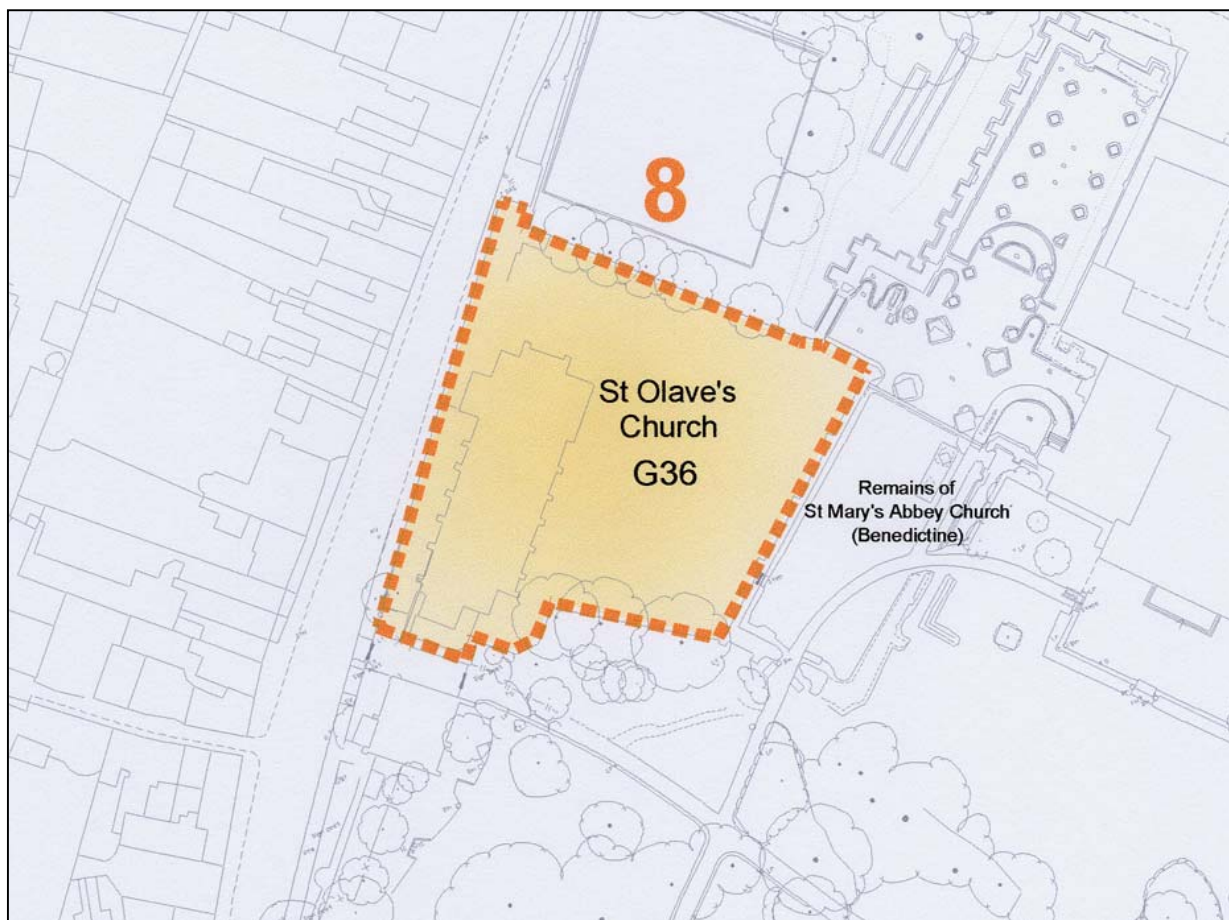 8
St Olave's
Church
G36
Remains of
St Mary's Abbey Church
(Benedictine)